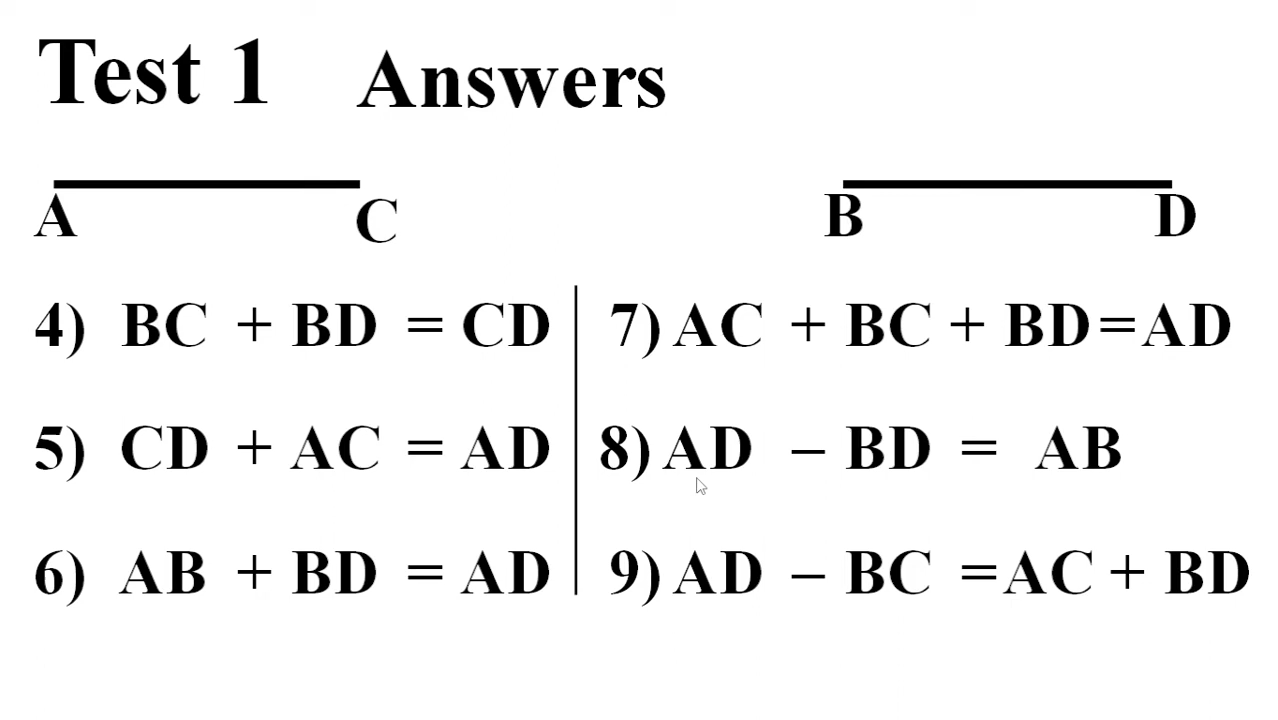 Test 1 Answers
A C B D
4) BC + BD = CD
5) CD + AC = AD
6) AB + BD = AD
7) AC + BC + BD = AD
8) AD – BD = AB
9) AD – BC = AC + BD